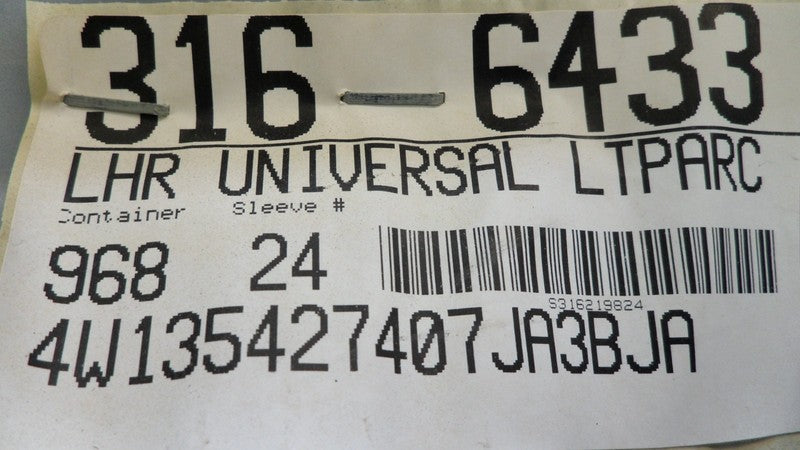 316 - 6433
LHR UNIVERSAL LTPARC
Container Sleeve #
968 24
S316219824
4W135427407JA3BJA